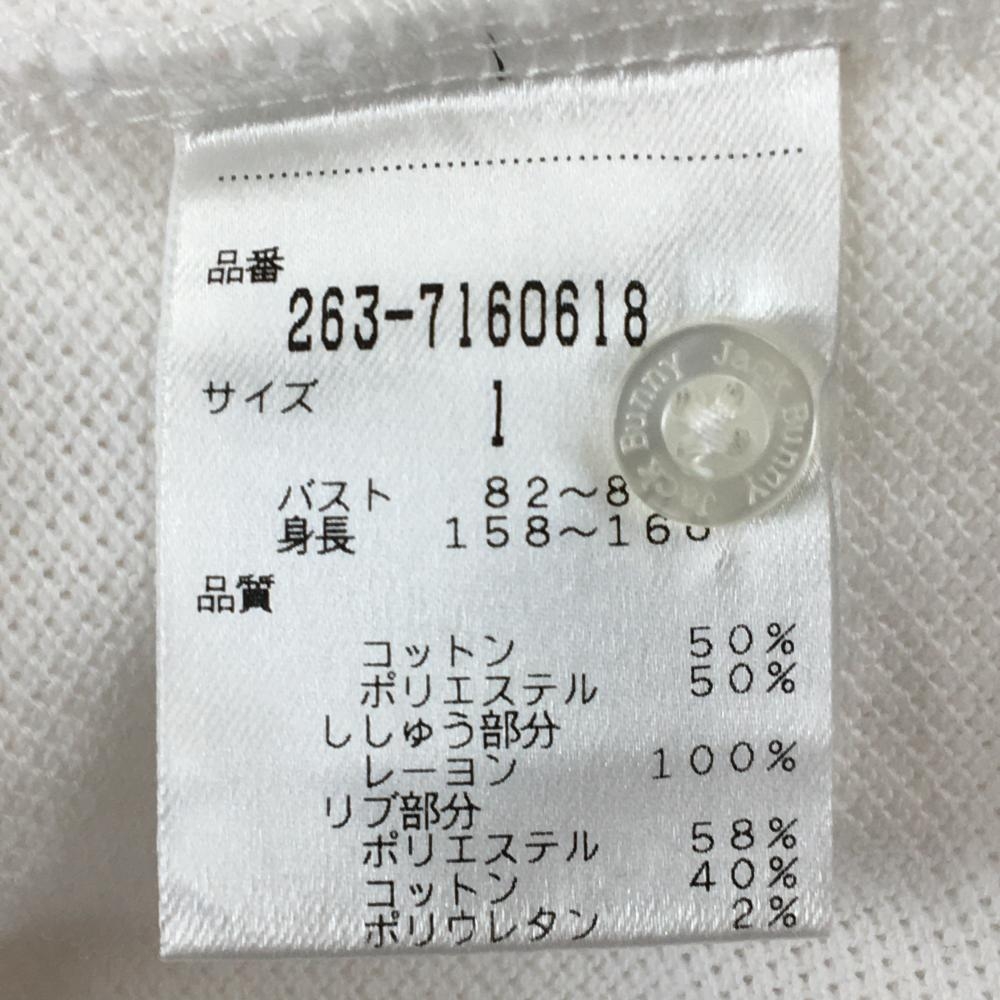 品番
263-7160618
サイズ 1
バスト 82〜8
身長 158〜16
品質
コットン 50%
ポリエステル 50%
ししゅう部分
レーヨン 100%
リブ部分
ポリエステル 58%
コットン 40%
ポリウレタン 2%
Jack Bunny
Jack Bunny